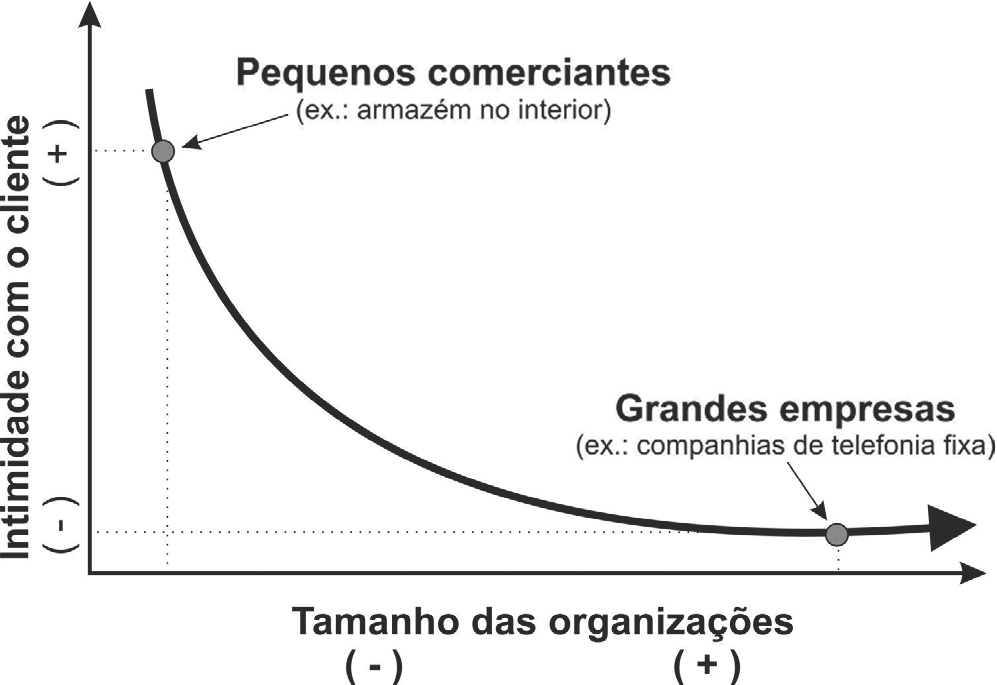 Pequenos comerciantes
(ex.: armazém no interior)
Intimidade com o cliente
( - ) ( + )
Grandes empresas
(ex.: companhias de telefonia fixa)
Tamanho das organizações
( - ) ( + )